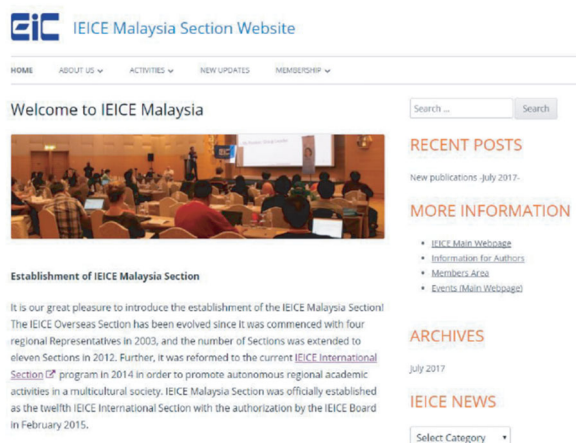 EiC IEICE Malaysia Section Website
HOME ABOUT US ACTIVITIES NEW UPDATES MEMBERSHIP
Welcome to IEICE Malaysia
Establishment of IEICE Malaysia Section
It is our great pleasure to introduce the establishment of the IEICE Malaysia Section!
The IEICE Overseas Section has been evolved since it was commenced with four
regional Representatives in 2003, and the number of Sections was extended to
eleven Sections in 2012. Further, it was reformed to the current IEICE International
Section program in 2014 in order to promote autonomous regional academic
activities in a multicultural society. IEICE Malaysia Section was officially established
as the twelfth IEICE International Section with the authorization by the IEICE Board
in February 2015.
Search ... Search
RECENT POSTS
New publications -July 2017-
MORE INFORMATION
IEICE Main Webpage
Information for Authors
Members Area
Events (Main Webpage)
ARCHIVES
July 2017
IEICE NEWS
Select Category